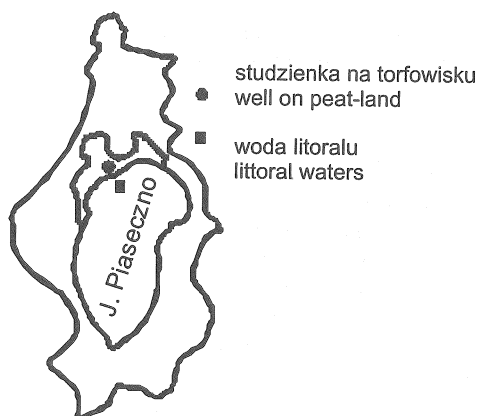 studzienka na torfowisku
well on peat-land
woda litoralu
littoral waters
J. Piaseczno